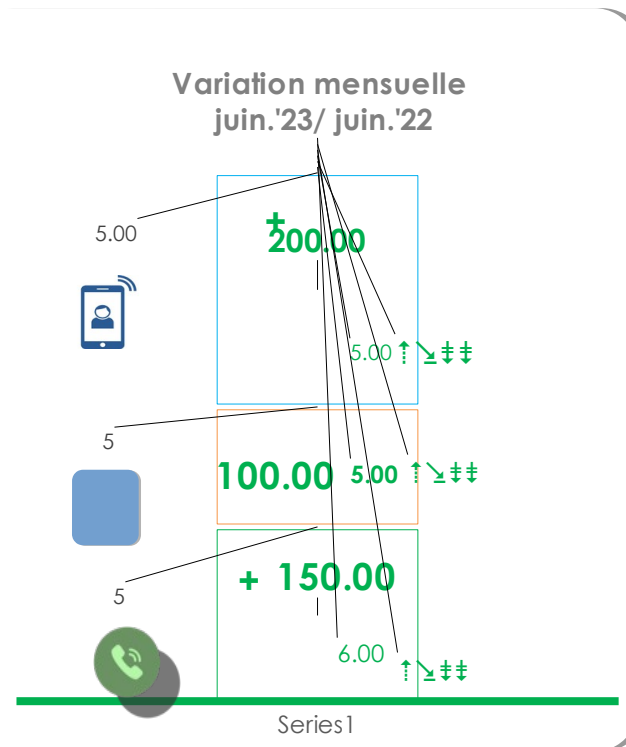 Variation mensuelle
juin.'23/ juin.'22
+
200.00
5.00
5.00 ⇡↘⇟⇟
5
100.00 5.00 ⇡↘⇟⇟
+ 150.00
5
6.00
⇡↘⇟⇟
Series1